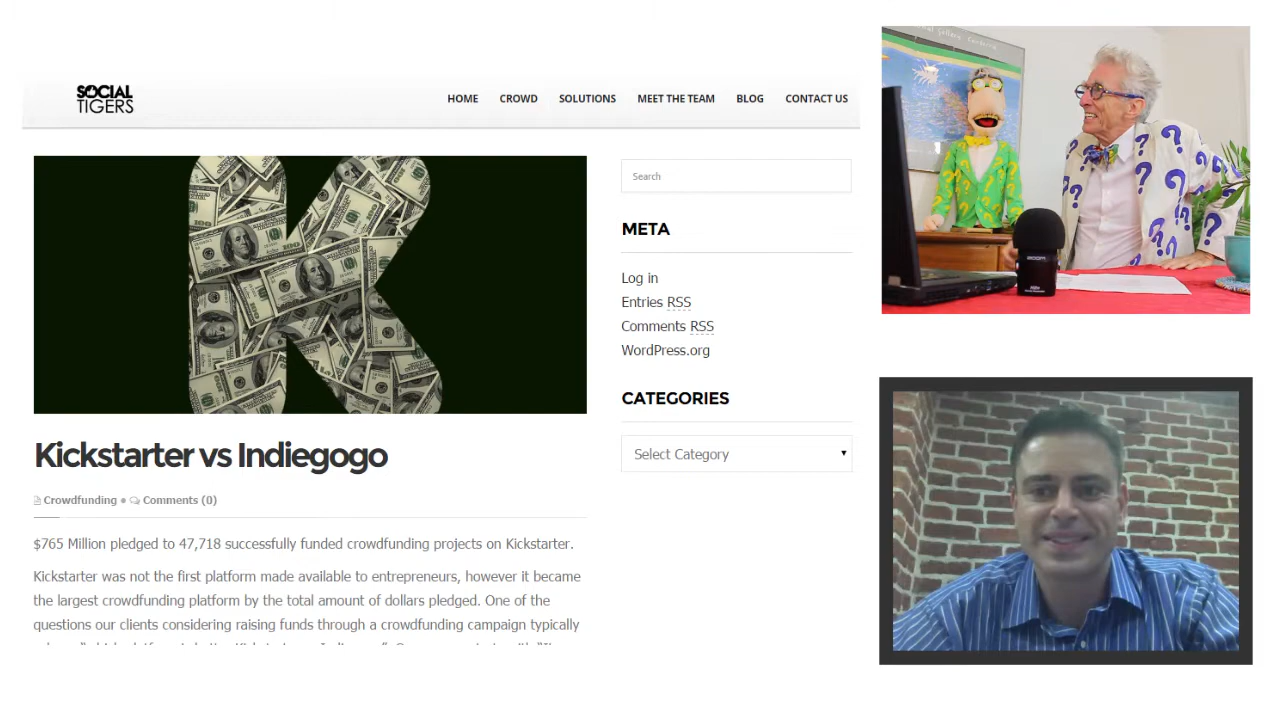 SOCIAL
TIGERS
HOME CROWD SOLUTIONS MEET THE TEAM BLOG CONTACT US
Search
META
Log in
Entries RSS
Comments RSS
WordPress.org
CATEGORIES
Select Category
Kickstarter vs Indiegogo
Crowdfunding • Comments (0)
$765 Million pledged to 47,718 successfully funded crowdfunding projects on Kickstarter.
Kickstarter was not the first platform made available to entrepreneurs, however it became
the largest crowdfunding platform by the total amount of dollars pledged. One of the
questions our clients considering raising funds through a crowdfunding campaign typically
zoom